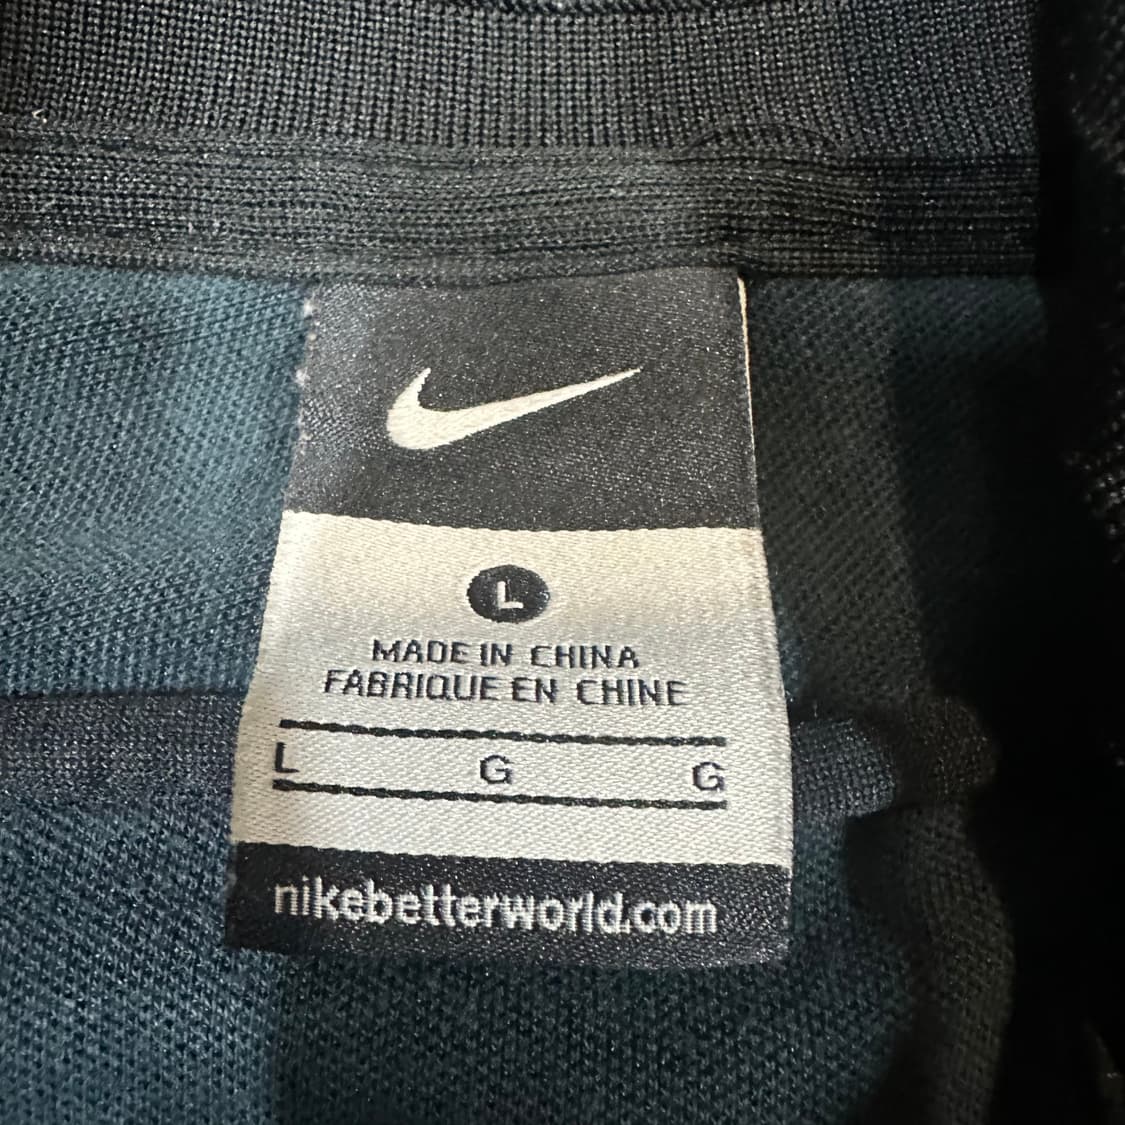 L
MADE IN CHINA
FABRIQUE EN CHINE
L G G
nikebetterworld.com